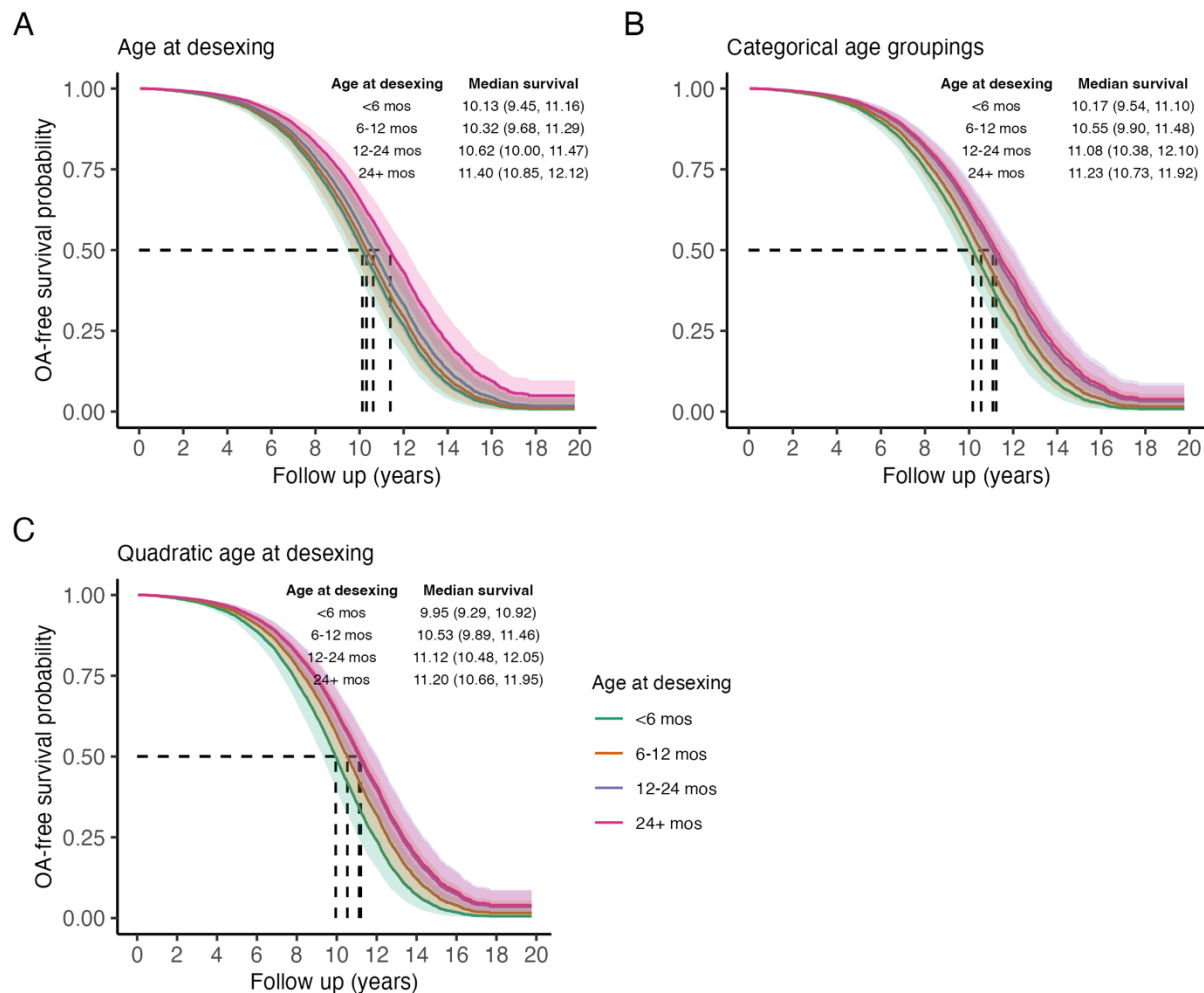 A
Age at desexing
Age at desexing Median survival
<6 mos 10.13 (9.45, 11.16)
6-12 mos 10.32 (9.68, 11.29)
12-24 mos 10.62 (10.00, 11.47)
24+ mos 11.40 (10.85, 12.12)
OA-free survival probability
1.00
0.75
0.50
0.25
0.00
0 2 4 6 8 10 12 14 16 18 20
Follow up (years)
B
Categorical age groupings
Age at desexing Median survival
<6 mos 10.17 (9.54, 11.10)
6-12 mos 10.55 (9.90, 11.48)
12-24 mos 11.08 (10.38, 12.10)
24+ mos 11.23 (10.73, 11.92)
OA-free survival probability
1.00
0.75
0.50
0.25
0.00
0 2 4 6 8 10 12 14 16 18 20
Follow up (years)
C
Quadratic age at desexing
Age at desexing Median survival
<6 mos 9.95 (9.29, 10.92)
6-12 mos 10.53 (9.89, 11.46)
12-24 mos 11.12 (10.48, 12.05)
24+ mos 11.20 (10.66, 11.95)
OA-free survival probability
1.00
0.75
0.50
0.25
0.00
0 2 4 6 8 10 12 14 16 18 20
Follow up (years)
Age at desexing
<6 mos
6-12 mos
12-24 mos
24+ mos